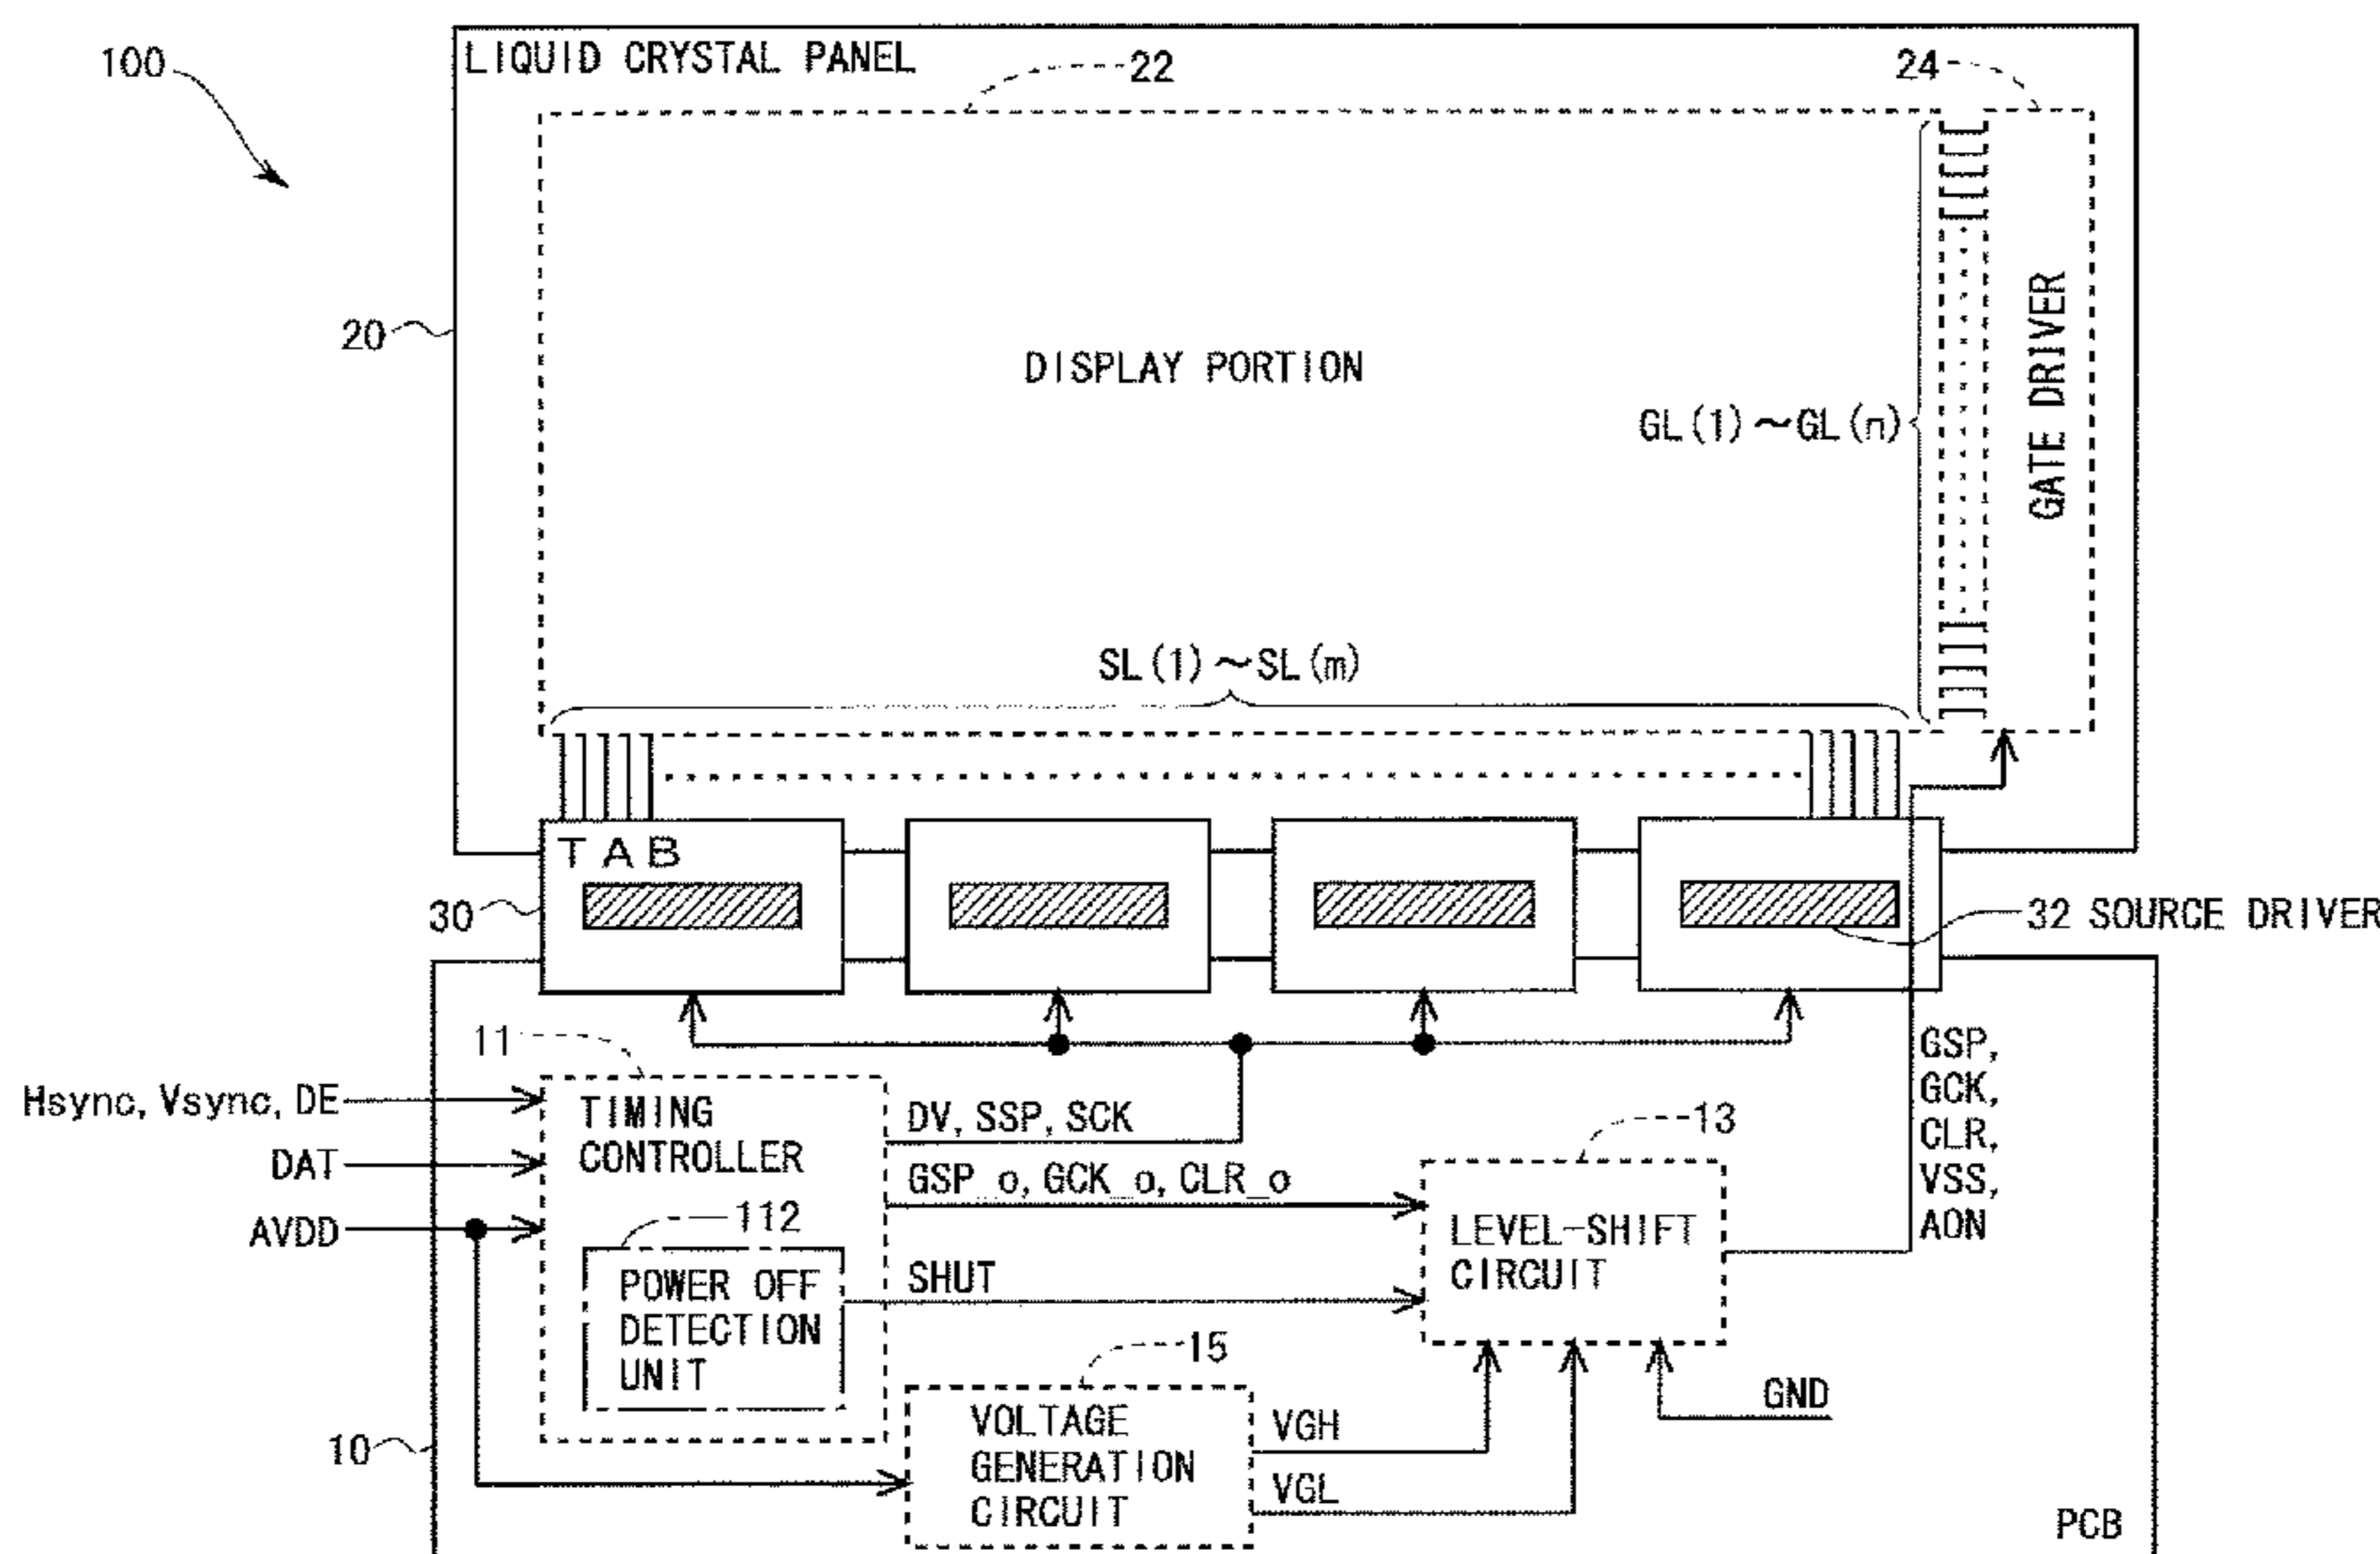 100
LIQUID CRYSTAL PANEL
22
24
20
DISPLAY PORTION
GL(1)~GL(n)
GATE DRIVER
SL(1)~SL(m)
TAB
30
32 SOURCE DRIVER
11
Hsync, Vsync, DE
DAT
AVDD
TIMING
CONTROLLER
112
POWER OFF
DETECTION
UNIT
DV, SSP, SCK
GSP_o, GCK_o, CLR_o
SHUT
13
LEVEL-SHIFT
CIRCUIT
GSP,
GCK,
CLR,
VSS,
AON
15
VOLTAGE
GENERATION
CIRCUIT
VGH
VGL
GND
10
PCB